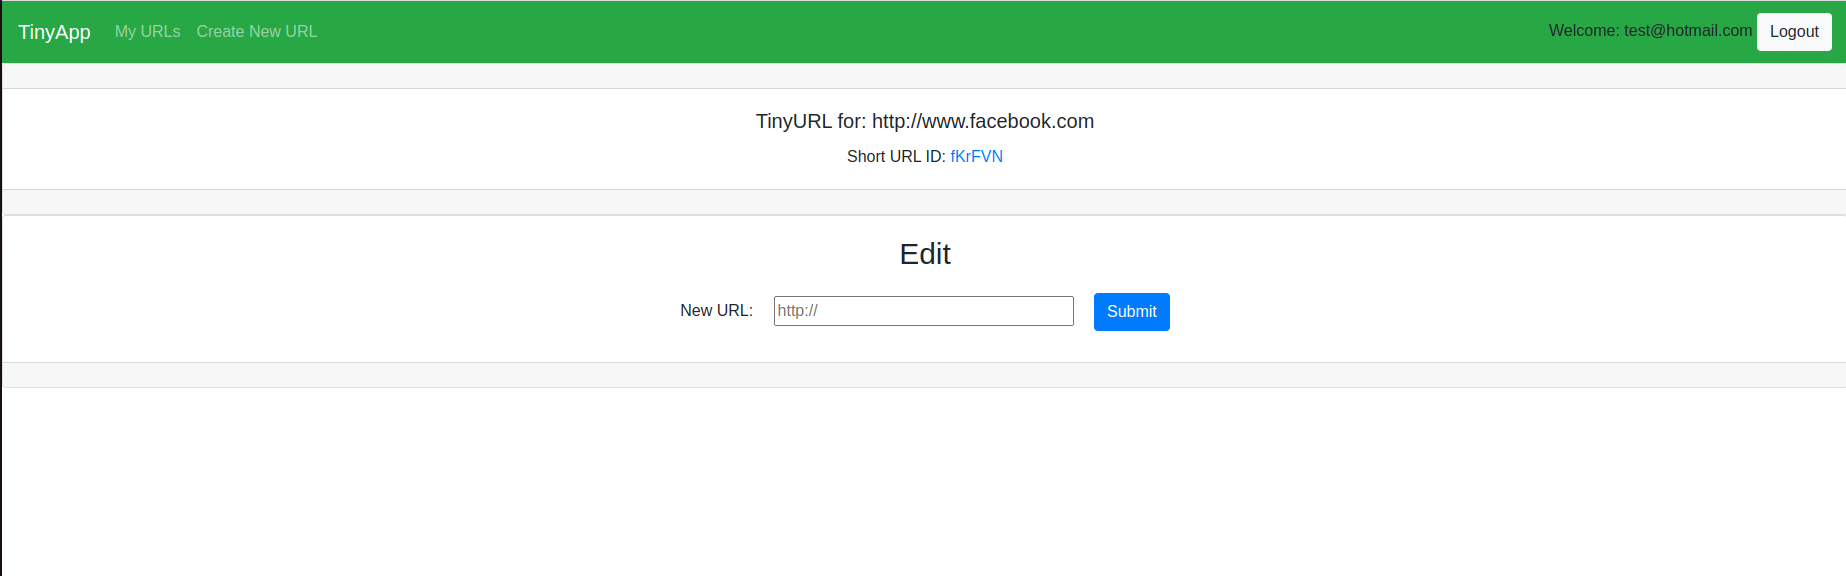 TinyApp My URLs Create New URL Welcome: test@hotmail.com Logout
TinyURL for: http://www.facebook.com
Short URL ID: fKrFVN
Edit
New URL: http:// Submit